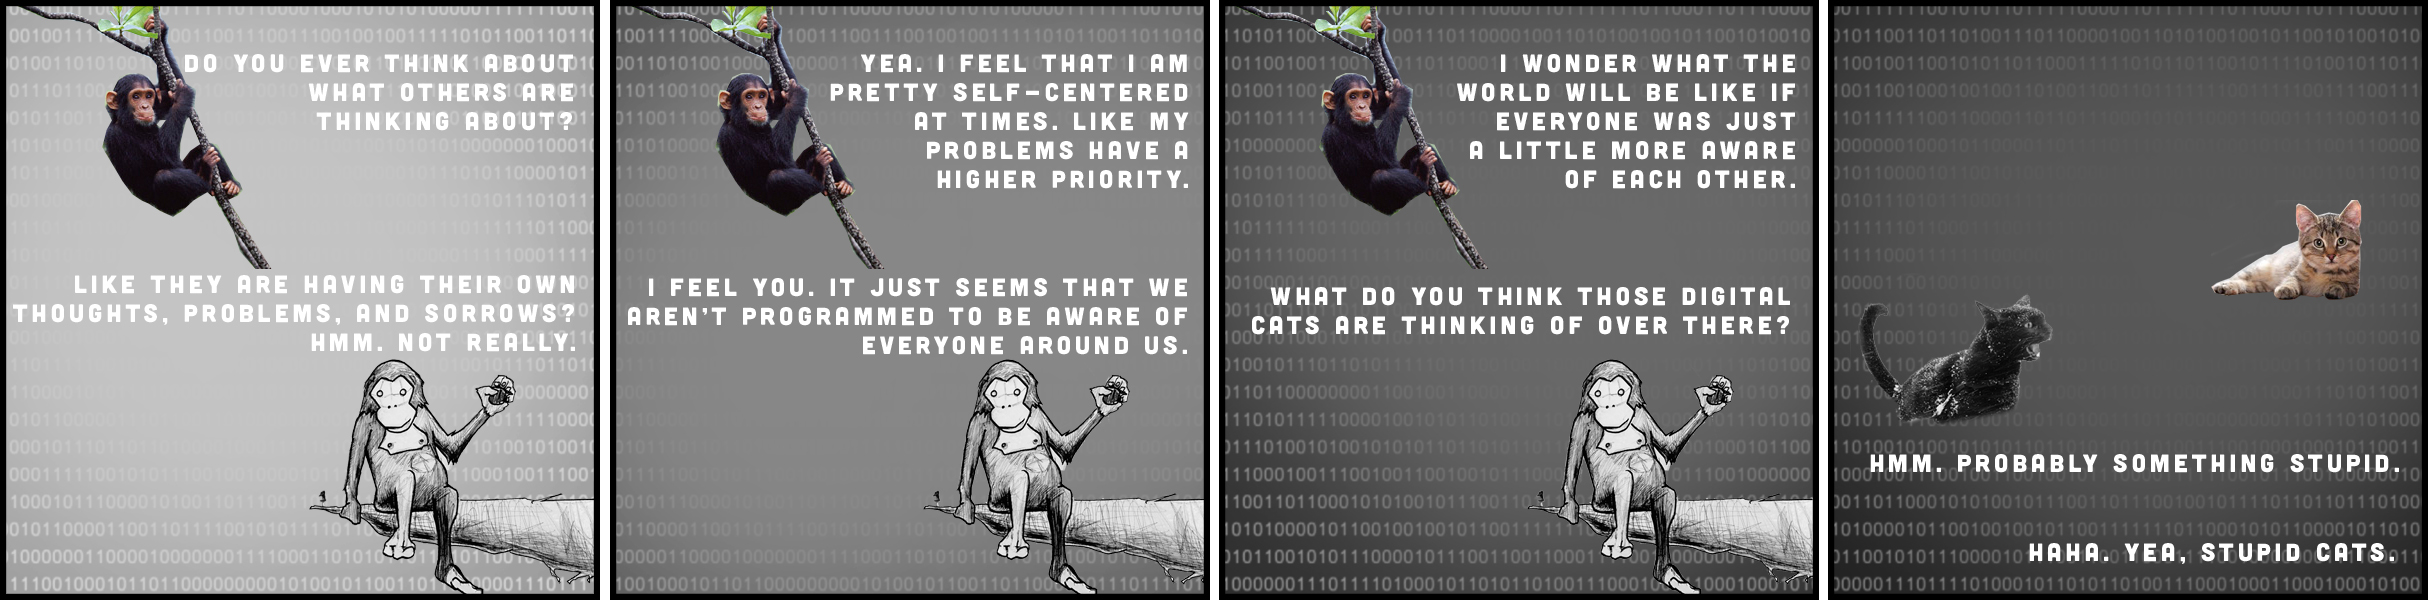 DO YOU EVER THINK ABOUT
WHAT OTHERS ARE
THINKING ABOUT?
LIKE THEY ARE HAVING THEIR OWN
THOUGHTS, PROBLEMS, AND SORROWS?
HMM. NOT REALLY.
YEA. I FEEL THAT I AM
PRETTY SELF-CENTERED
AT TIMES. LIKE MY
PROBLEMS HAVE A
HIGHER PRIORITY.
I FEEL YOU. IT JUST SEEMS THAT WE
AREN'T PROGRAMMED TO BE AWARE OF
EVERYONE AROUND US.
I WONDER WHAT THE
WORLD WILL BE LIKE IF
EVERYONE WAS JUST
A LITTLE MORE AWARE
OF EACH OTHER.
WHAT DO YOU THINK THOSE DIGITAL
CATS ARE THINKING OF OVER THERE?
HMM. PROBABLY SOMETHING STUPID.
HAHA. YEA, STUPID CATS.